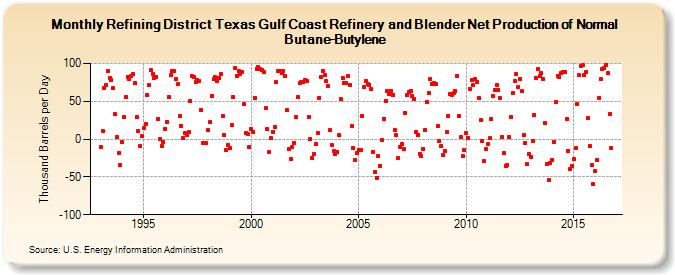 Monthly Refining District Texas Gulf Coast Refinery and Blender Net Production of Normal
Butane-Butylene
Thousand Barrels per Day
100
50
0
-50
-100
1995
2000
2005
2010
2015
Source: U.S. Energy Information Administration